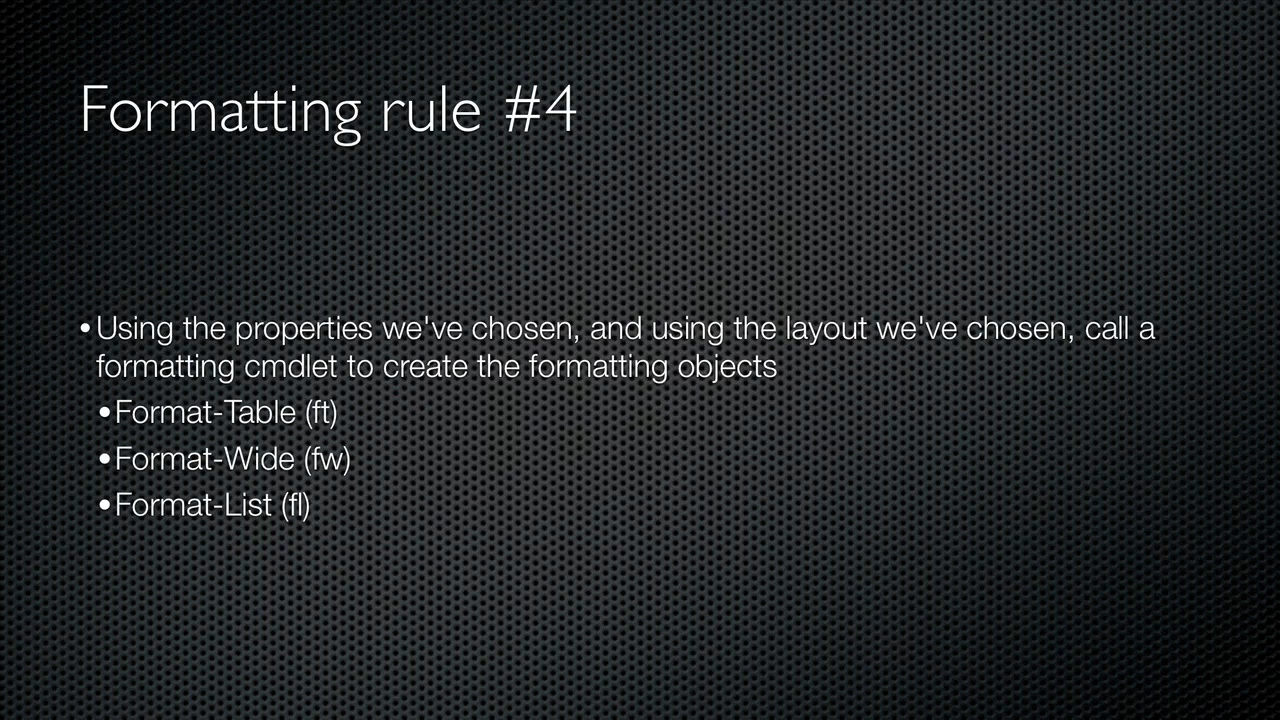 Formatting rule #4
•Using the properties we've chosen, and using the layout we've chosen, call a
formatting cmdlet to create the formatting objects
•Format-Table (ft)
•Format-Wide (fw)
•Format-List (fl)